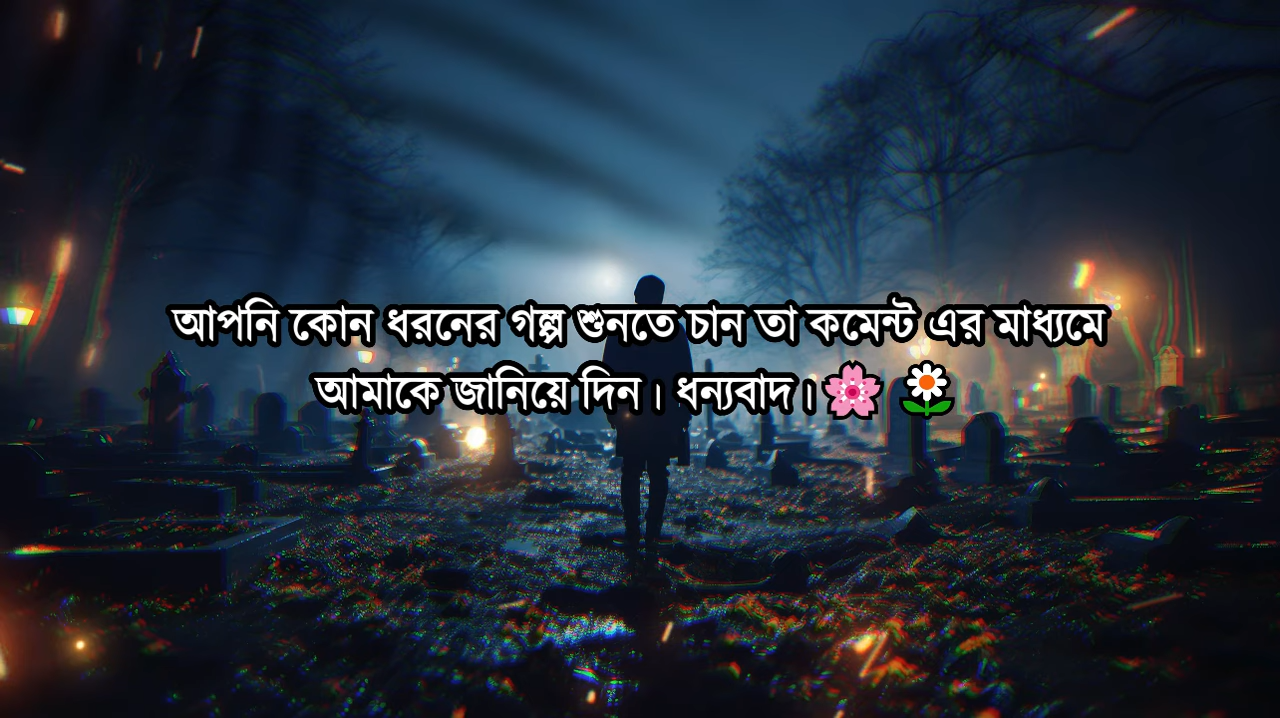 আপনি কোন ধরনের গল্প শুনতে চান তা কমেন্ট এর মাধ্যমে
আমাকে জানিয়ে দিন। ধন্যবাদ।🌸 🌼